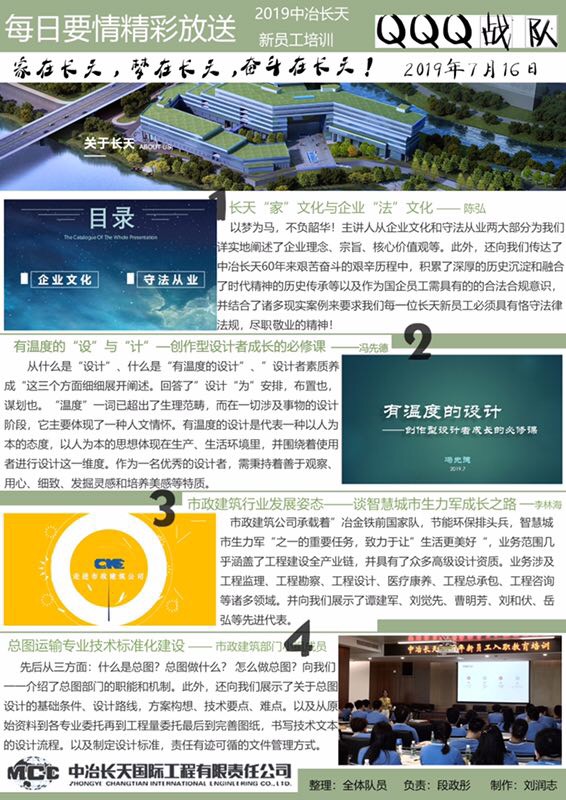 每日要情精彩放送
2019中冶长天
新员工培训
QQQ战队
家在长天，梦在长天，奋斗在长天！
2019年7月16日
关于长天 ABOUT US
1
长天“家”文化与企业“法”文化 —— 陈弘
目录
The Catalogue Of The Whole Presentation
企业文化
守法从业
以梦为马，不负韶华！主讲人从企业文化和守法从业两大部分为我们
详实地阐述了企业理念、宗旨、核心价值观等。此外，还向我们传达了
中冶长天60年来艰苦奋斗的艰辛历程中，积累了深厚的历史沉淀和融合
了时代精神的历史传承等以及作为国企员工需具有的的合法合规意识，
并结合了诸多现实案例来要求我们每一位长天新员工必须具有恪守法律
法规，尽职敬业的精神！
2
有温度的“设”与“计”—创作型设计者成长的必修课 ——冯先德
从什么是“设计”、什么是“有温度的设计”、“设计者素质养
成“这三个方面细细展开阐述。回答了”设计“为”安排，布置也，
谋划也。“温度”一词已超出了生理范畴，而在一切涉及事物的设计
阶段，它主要体现了一种人文情怀。有温度的设计是代表一种以人为
本的态度，以人为本的思想体现在生产、生活环境里，并围绕着使用
者进行设计这一维度。作为一名优秀的设计者，需秉持着善于观察、
用心、细致、发掘灵感和培养美感等特质。
有温度的设计
——创作型设计者成长的必修课
冯先德
2019.7
3
市政建筑行业发展姿态——谈智慧城市生力军成长之路 —李林海
走进市政建筑公司
市政建筑公司承载着”冶金铁前国家队，节能环保排头兵，智慧城
市生力军“之一的重要任务，致力于让”生活更美好“，业务范围几
乎涵盖了工程建设全产业链，并具有了众多高级设计资质。业务涉及
工程监理、工程勘察、工程设计、医疗康养、工程总承包、工程咨询
等诸多领域。并向我们展示了谭建军、刘觉先、曹明芳、刘和伏、岳
弘等先进代表。
4
总图运输专业技术标准化建设 —— 市政建筑部门
先后从三方面：什么是总图？总图做什么？ 怎么做总图？向我们
一一介绍了总图部门的职能和机制。此外，还向我们展示了关于总图
设计的基础条件、设计路线，方案构想、技术要点、难点。以及从原
始资料到各专业委托再到工程量委托最后到完善图纸，书写技术文本
的设计流程。以及制定设计标准，责任有迹可循的文件管理方式。
中冶长天 年新员工入职教育培训
MCC 中冶长天国际工程有限责任公司
ZHONGYE CHANGTIAN INTERNATIONAL ENGINEERING CO.,LTD.
整理：全体队员 负责：段政彤 制作：刘润志